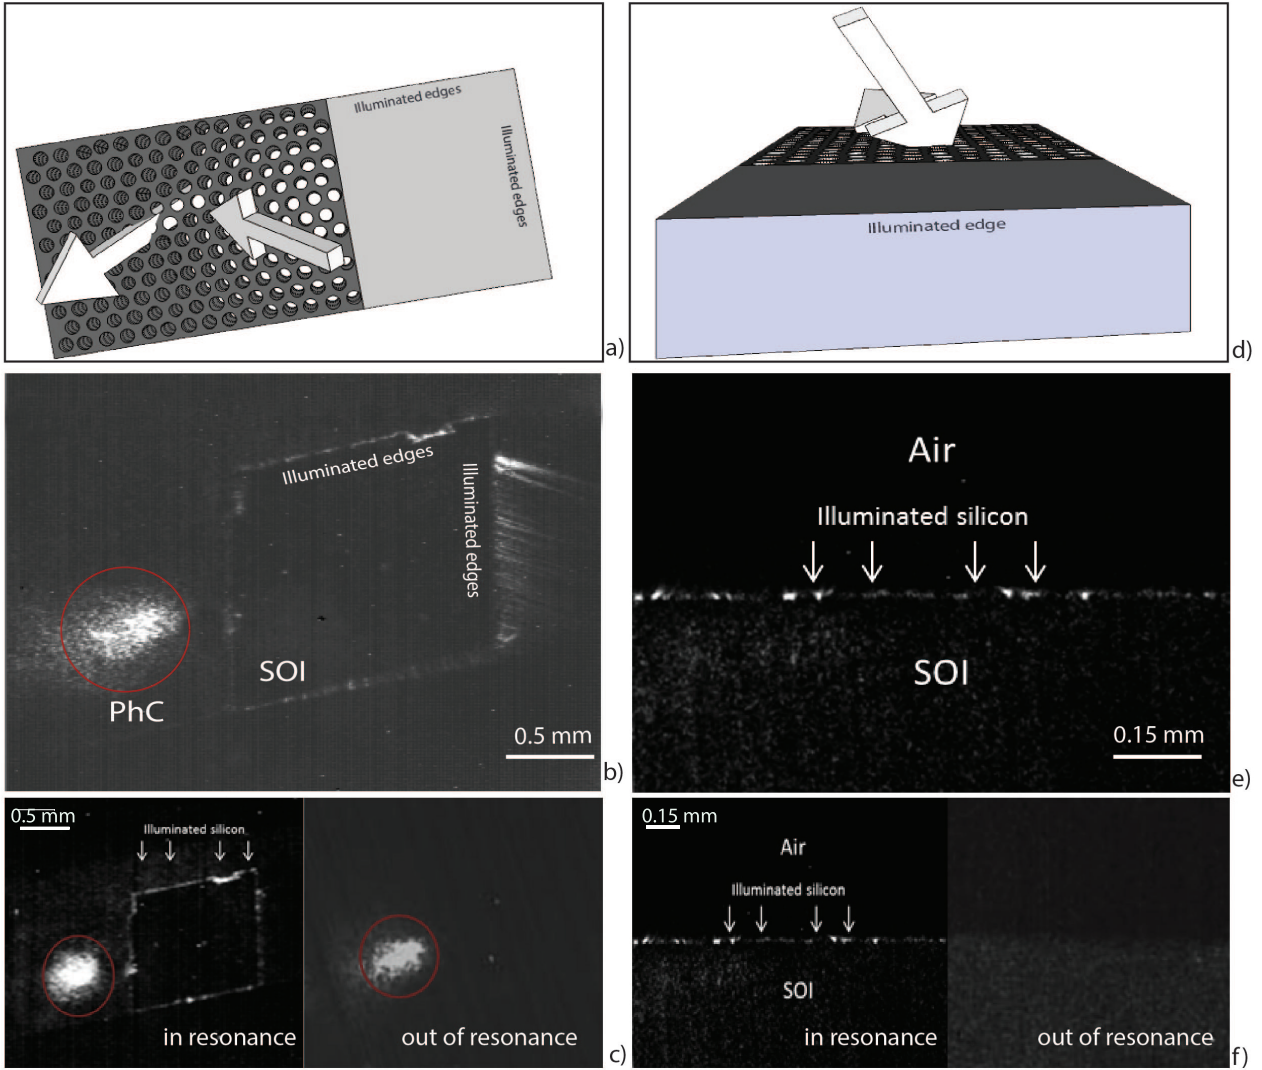 Illuminated edges
Illuminated edges
a)
Illuminated edge
d)
Illuminated edges
Illuminated edges
SOI
PhC
0.5 mm
b)
Air
Illuminated silicon
SOI
0.15 mm
e)
0.5 mm
Illuminated silicon
in resonance
out of resonance
c)
0.15 mm
Air
Illuminated silicon
SOI
in resonance
out of resonance
f)